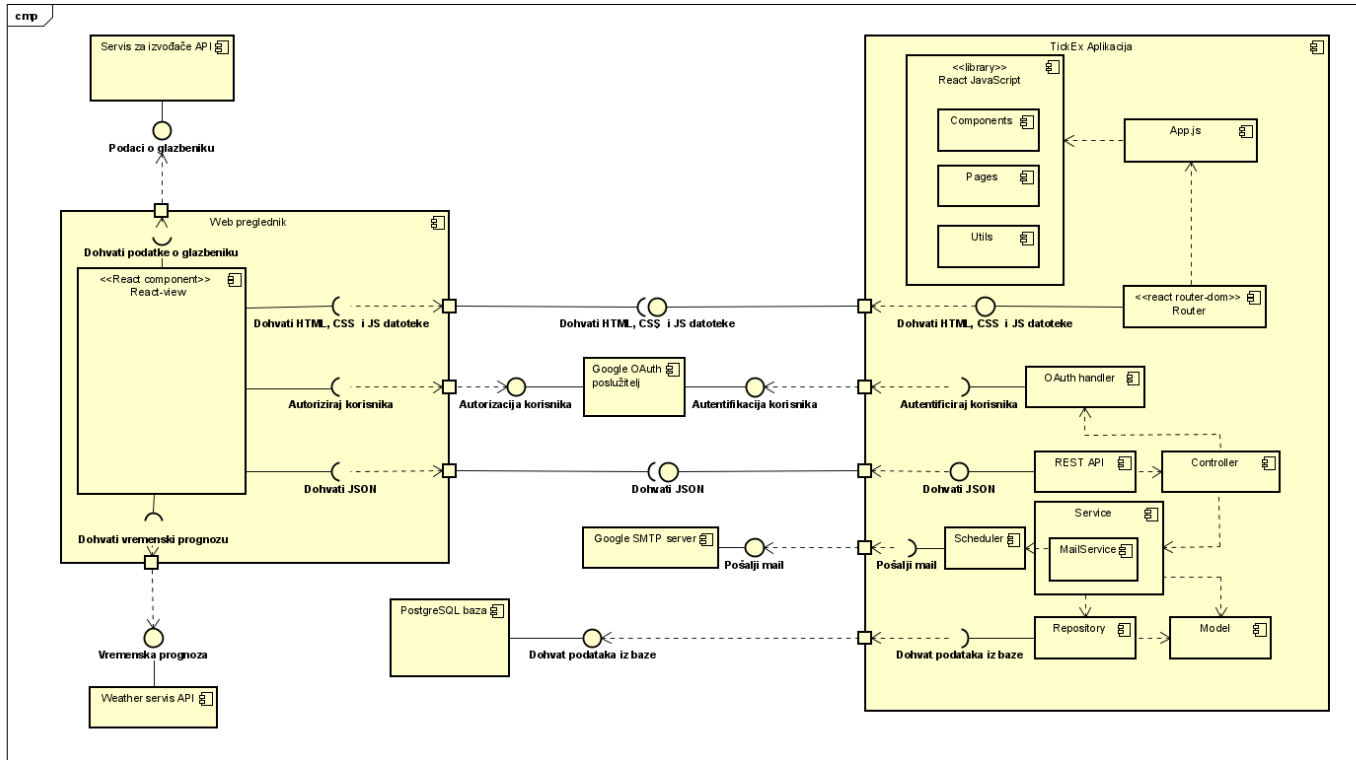 cmp
Servis za izvođače API
Podaci o glazbeniku
Web preglednik
Dohvati podatke o glazbeniku
<<React component>>
React-view
Dohvati HTML, CSS i JS datoteke
Autoriziraj korisnika
Dohvati JSON
Dohvati vremenski prognozu
Vremenska prognoza
Weather servis API
Dohvati HTML, CSS i JS datoteke
Google OAuth
poslužitelj
Autorizacija korisnika
Autentifikacija korisnika
Dohvati JSON
Google SMTP server
Pošalji mail
PostgreSQL baza
Dohvat podataka iz baze
TickEx Aplikacija
<<library>>
React JavaScript
Components
Pages
Utils
App.js
<<react router-dom>>
Router
Dohvati HTML, CSS i JS datoteke
OAuth handler
Autentificiraj korisnika
REST API
Controller
Dohvati JSON
Service
MailService
Scheduler
Pošalji mail
Repository
Model
Dohvat podataka iz baze